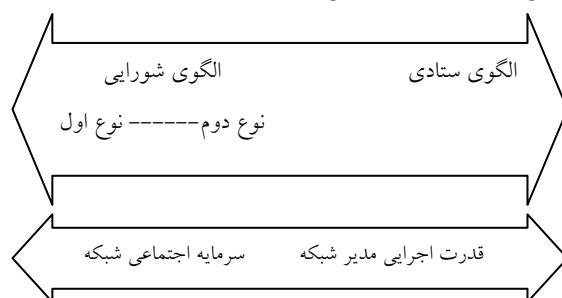 الگوی ستادی الگوی شورایی
نوع دوم------ نوع اول
قدرت اجرایی مدیر شبکه سرمایه اجتماعی شبکه